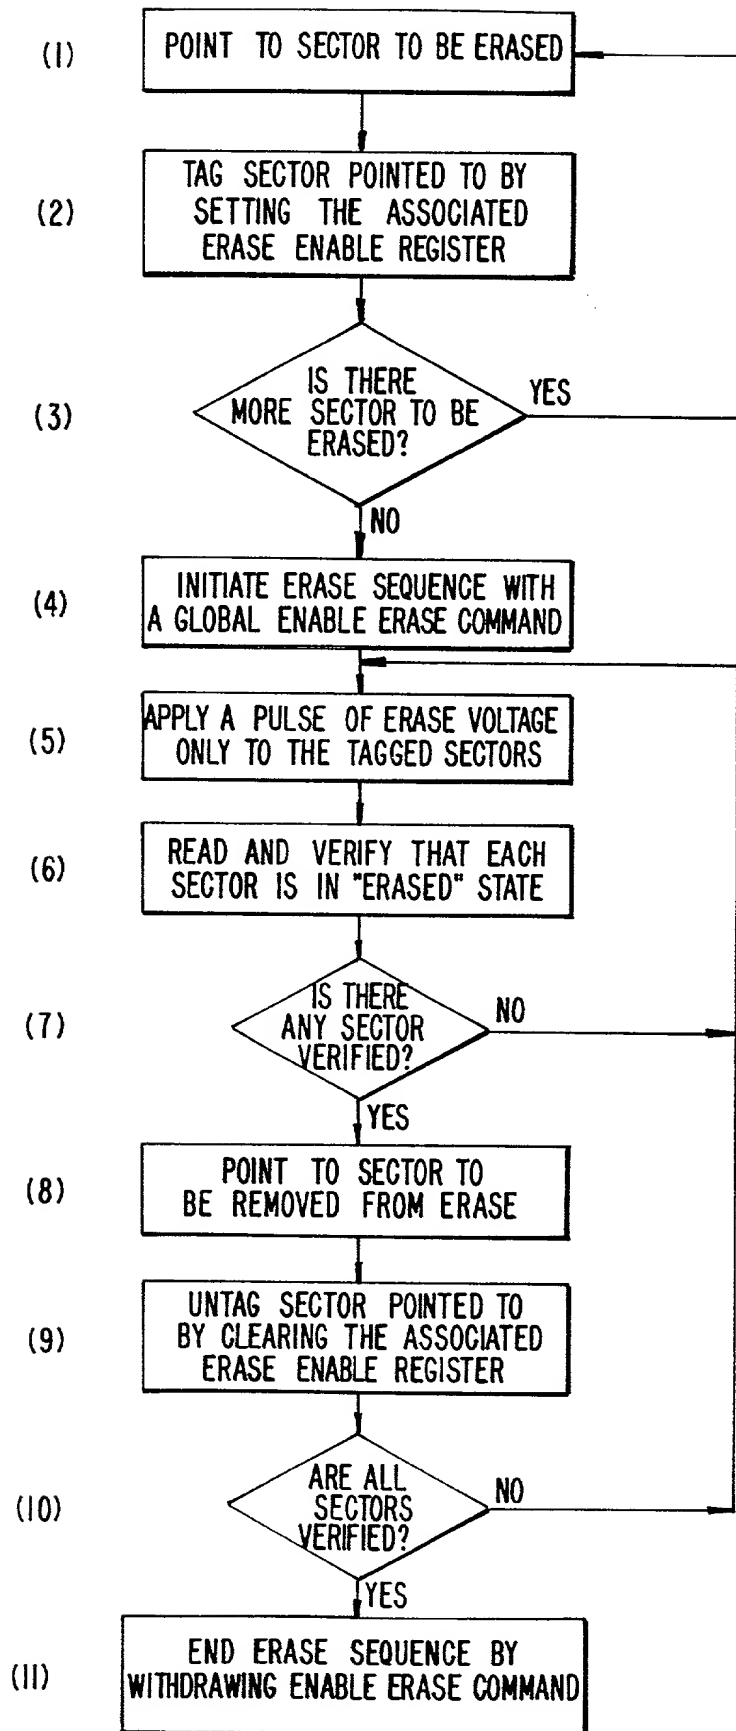 (1)
POINT TO SECTOR TO BE ERASED
(2)
TAG SECTOR POINTED TO BY
SETTING THE ASSOCIATED
ERASE ENABLE REGISTER
(3)
IS THERE
MORE SECTOR TO BE
ERASED?
YES
NO
(4)
INITIATE ERASE SEQUENCE WITH
A GLOBAL ENABLE ERASE COMMAND
(5)
APPLY A PULSE OF ERASE VOLTAGE
ONLY TO THE TAGGED SECTORS
(6)
READ AND VERIFY THAT EACH
SECTOR IS IN "ERASED" STATE
(7)
IS THERE
ANY SECTOR
VERIFIED?
NO
YES
(8)
POINT TO SECTOR TO
BE REMOVED FROM ERASE
(9)
UNTAG SECTOR POINTED TO
BY CLEARING THE ASSOCIATED
ERASE ENABLE REGISTER
(10)
ARE ALL
SECTORS
VERIFIED?
NO
YES
(11)
END ERASE SEQUENCE BY
WITHDRAWING ENABLE ERASE COMMAND